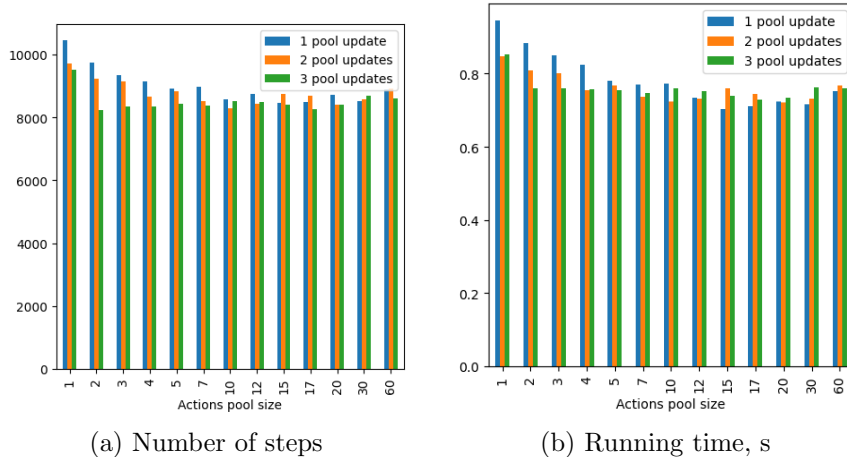 10000
8000
6000
4000
2000
0
1 pool update
2 pool updates
3 pool updates
1 2 3 4 5 7 10 12 15 17 20 30 60
Actions pool size
(a) Number of steps
0.8
0.6
0.4
0.2
0.0
1 pool update
2 pool updates
3 pool updates
1 2 3 4 5 7 10 12 15 17 20 30 60
Actions pool size
(b) Running time, s